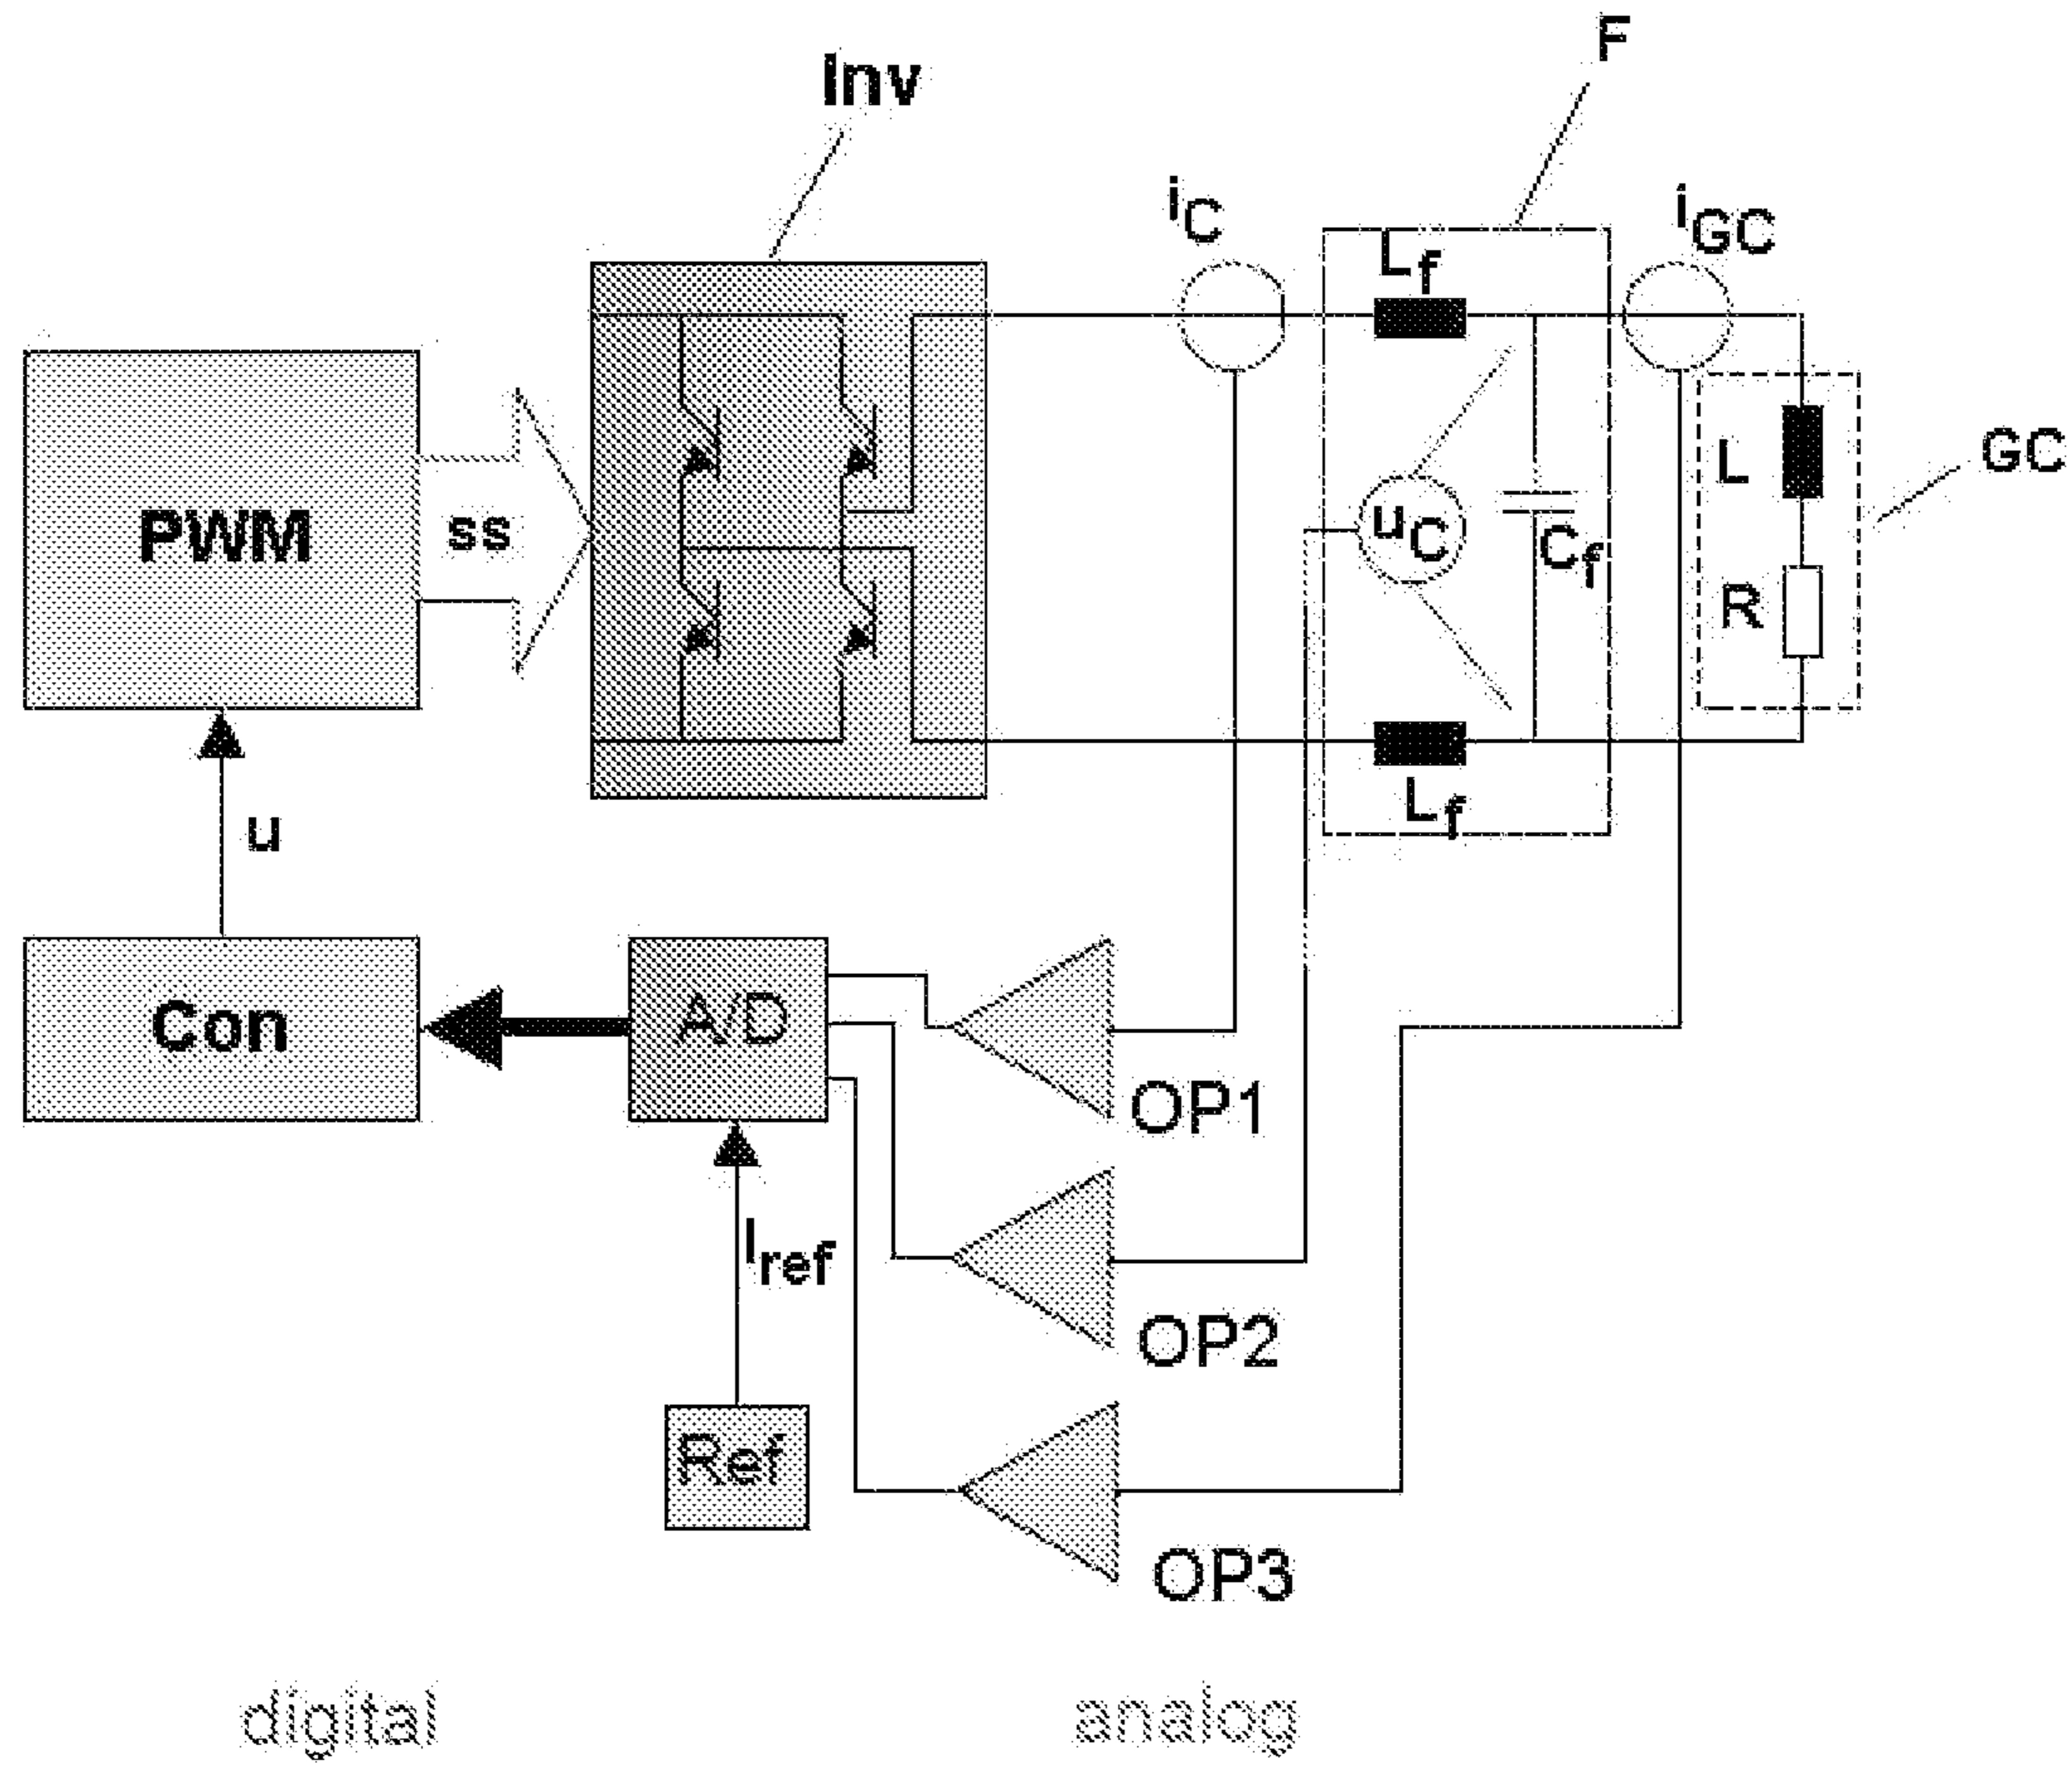 F
Inv
iC
iGC
Lf
PWM
ss
uC
Cf
L
GC
R
Lf
u
Con
A/D
OP1
Iref
OP2
Ref
OP3
digital
analog